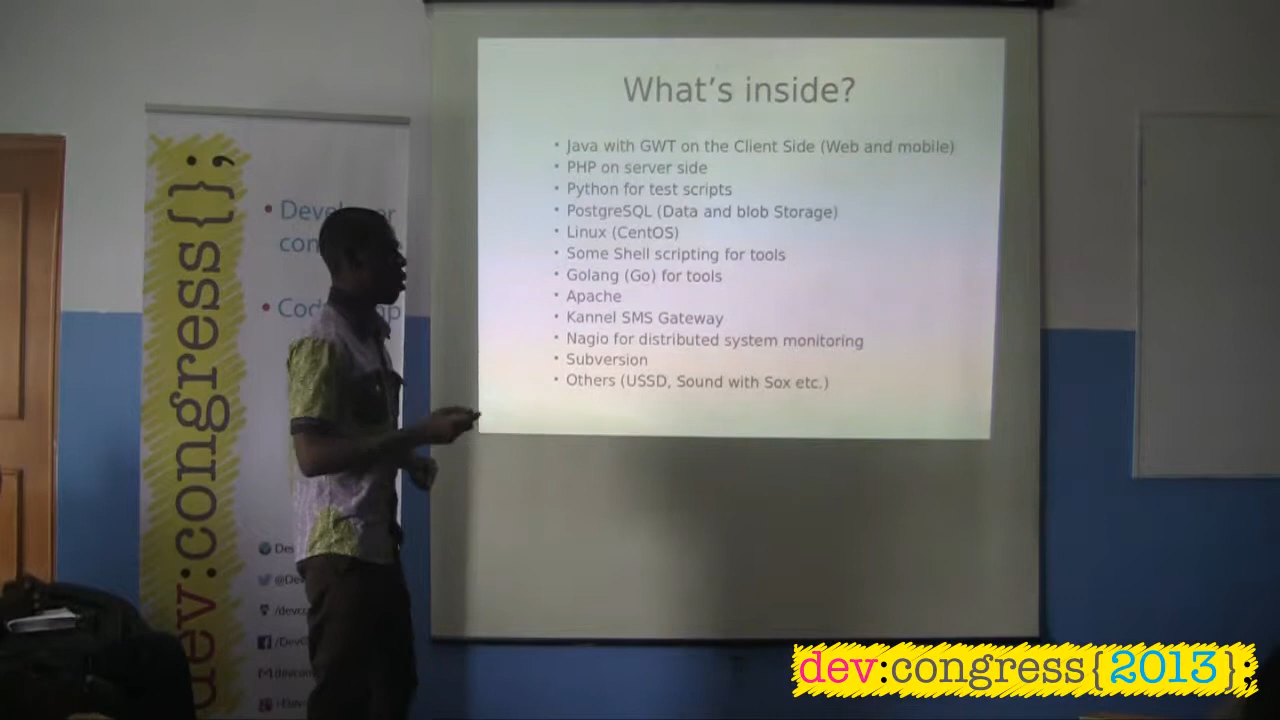 What's inside?
• Java with GWT on the Client Side (Web and mobile)
• PHP on server side
• Python for test scripts
• PostgreSQL (Data and blob Storage)
• Linux (CentOS)
• Some Shell scripting for tools
• Golang (Go) for tools
• Apache
• Kannel SMS Gateway
• Nagio for distributed system monitoring
• Subversion
• Others (USSD, Sound with Sox etc.)
dev:congress{};
dev:congress{2013};